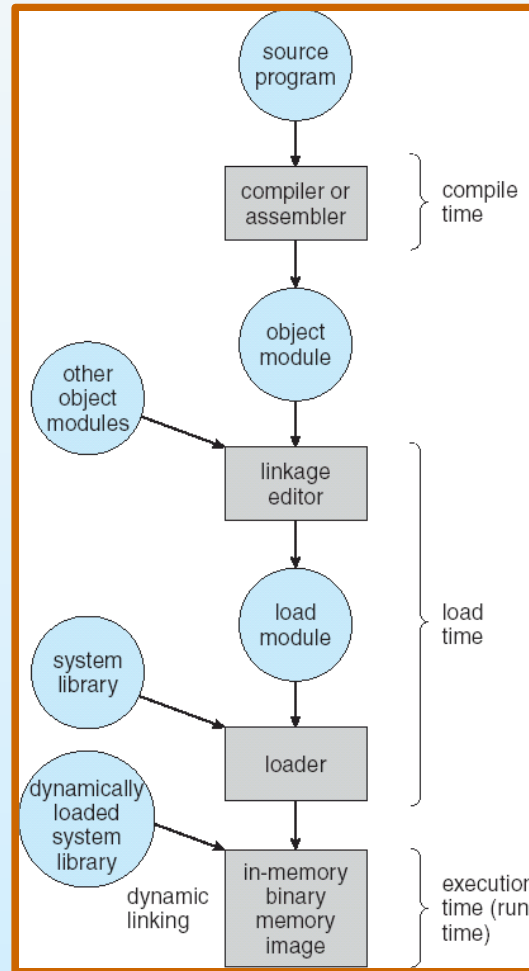 source
program
compiler or
assembler
compile
time
object
module
other
object
modules
linkage
editor
load
module
load
time
system
library
loader
dynamically
loaded
system
library
dynamic
linking
in-memory
binary
memory
image
execution
time (run
time)